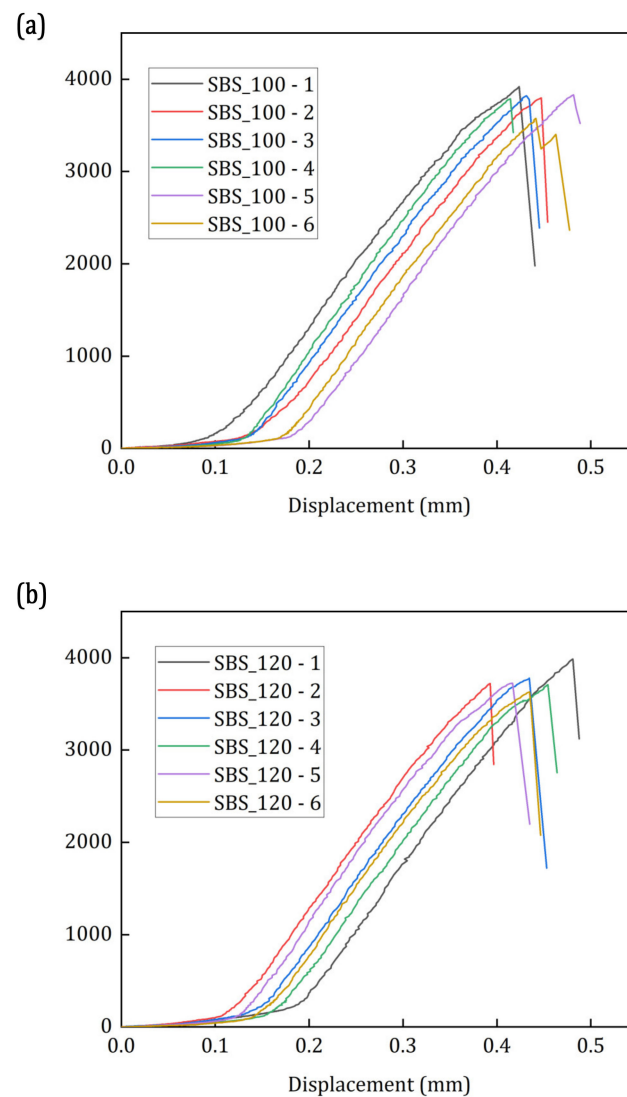 (a)
4000
3000
2000
1000
0
SBS_100 - 1
SBS_100 - 2
SBS_100 - 3
SBS_100 - 4
SBS_100 - 5
SBS_100 - 6
0.0 0.1 0.2 0.3 0.4 0.5
Displacement (mm)
(b)
4000
3000
2000
1000
0
SBS_120 - 1
SBS_120 - 2
SBS_120 - 3
SBS_120 - 4
SBS_120 - 5
SBS_120 - 6
0.0 0.1 0.2 0.3 0.4 0.5
Displacement (mm)